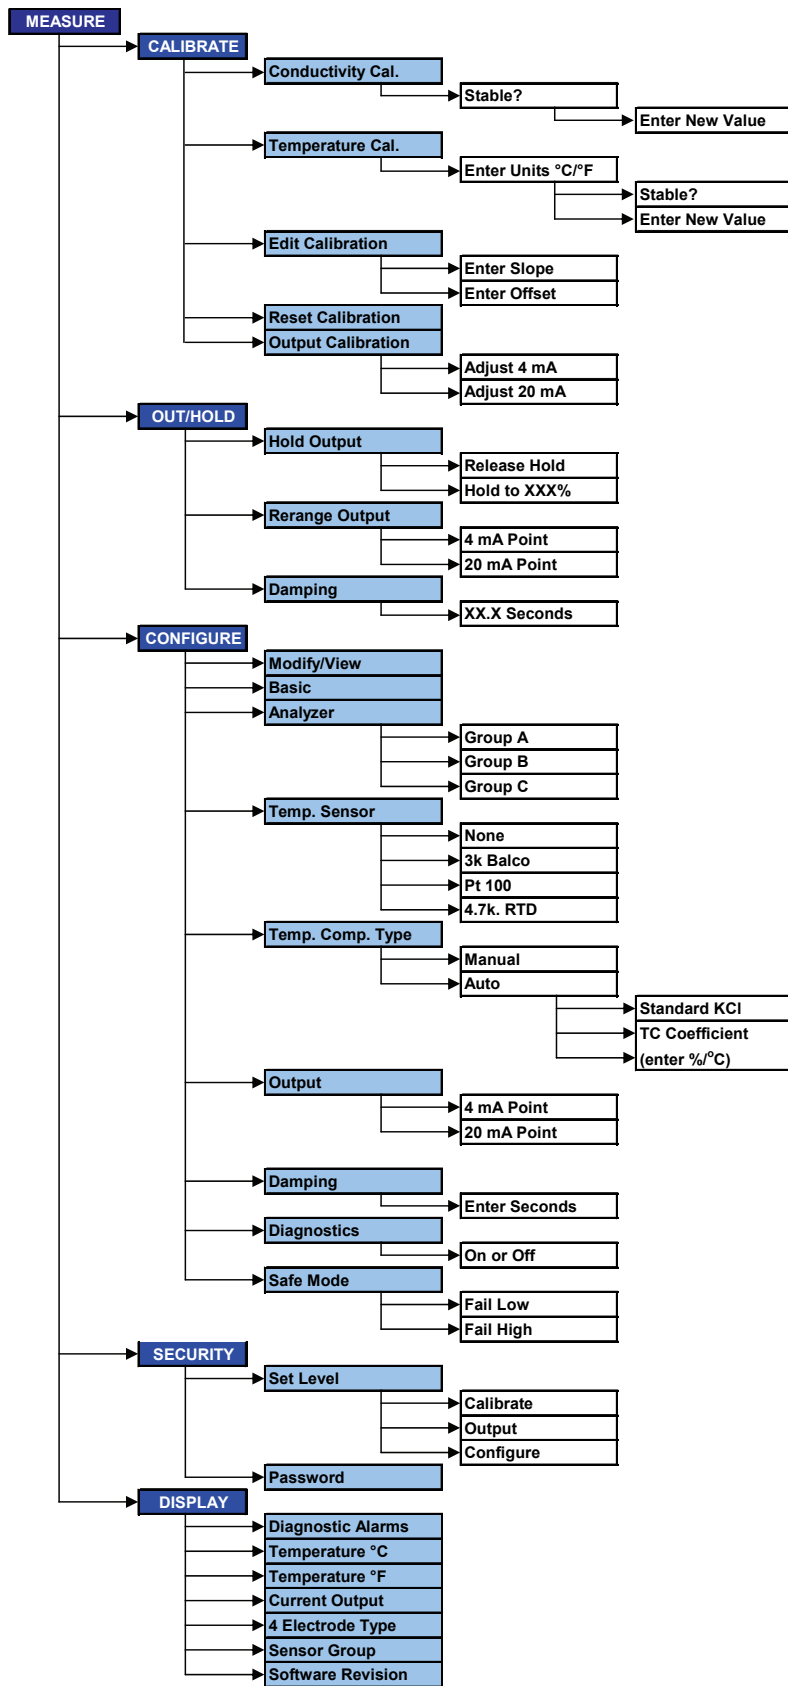 MEASURE
CALIBRATE
Conductivity Cal.
Stable?
Enter New Value
Temperature Cal.
Enter Units °C/°F
Stable?
Enter New Value
Edit Calibration
Enter Slope
Enter Offset
Reset Calibration
Output Calibration
Adjust 4 mA
Adjust 20 mA
OUT/HOLD
Hold Output
Release Hold
Hold to XXX%
Rerange Output
4 mA Point
20 mA Point
Damping
XX.X Seconds
CONFIGURE
Modify/View
Basic
Analyzer
Group A
Group B
Group C
Temp. Sensor
None
3k Balco
Pt 100
4.7k. RTD
Temp. Comp. Type
Manual
Auto
Standard KCl
TC Coefficient
(enter %/°C)
Output
4 mA Point
20 mA Point
Damping
Enter Seconds
Diagnostics
On or Off
Safe Mode
Fail Low
Fail High
SECURITY
Set Level
Calibrate
Output
Configure
Password
DISPLAY
Diagnostic Alarms
Temperature °C
Temperature °F
Current Output
4 Electrode Type
Sensor Group
Software Revision